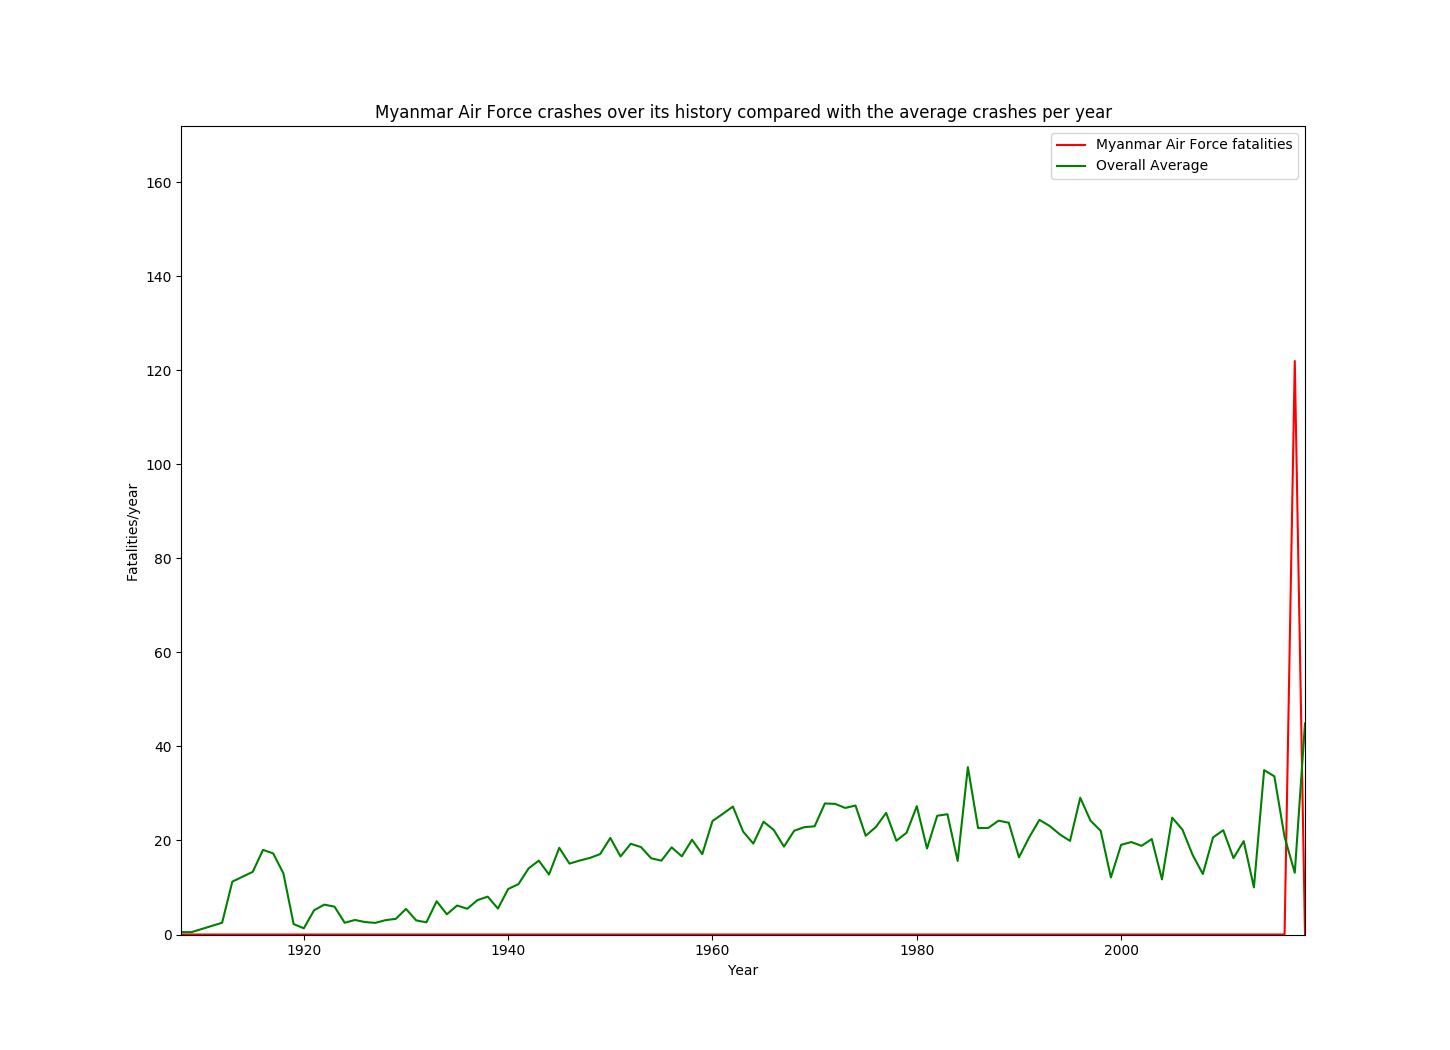 Myanmar Air Force crashes over its history compared with the average crashes per year
Myanmar Air Force fatalities
Overall Average
160
140
120
100
80
60
40
20
0
Fatalities/year
1920 1940 1960 1980 2000
Year